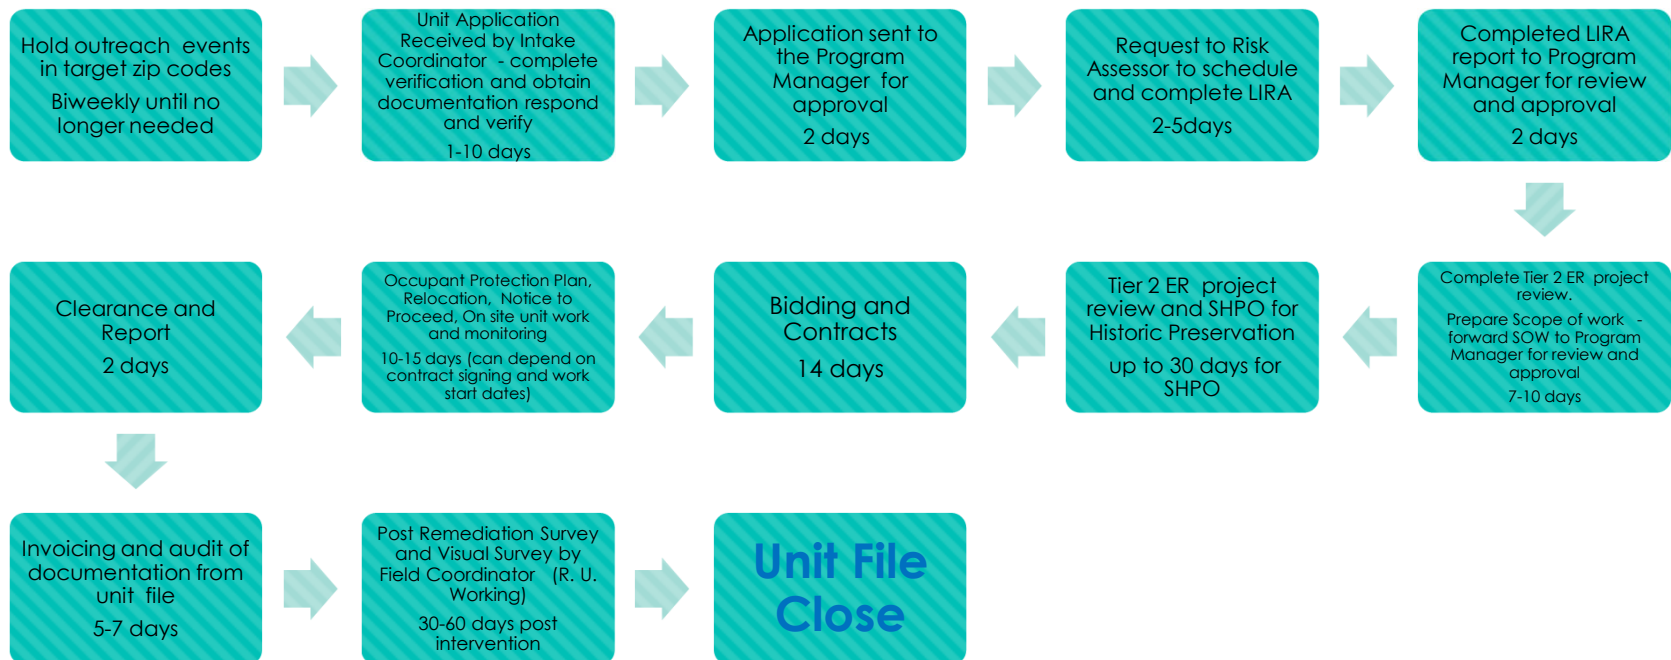 Hold outreach events
in target zip codes
Biweekly until no
longer needed
Unit Application
Received by Intake
Coordinator - complete
verification and obtain
documentation respond
and verify
1-10 days
Application sent to
the Program
Manager for
approval
2 days
Request to Risk
Assessor to schedule
and complete LIRA
2-5days
Completed LIRA
report to Program
Manager for review
and approval
2 days
Complete Tier 2 ER project
review.
Prepare Scope of work -
forward SOW to Program
Manager for review and
approval
7-10 days
Tier 2 ER project
review and SHPO for
Historic Preservation
up to 30 days for
SHPO
Bidding and
Contracts
14 days
Occupant Protection Plan,
Relocation, Notice to
Proceed, On site unit work
and monitoring
10-15 days (can depend on
contract signing and work
start dates)
Clearance and
Report
2 days
Invoicing and audit of
documentation from
unit file
5-7 days
Post Remediation Survey
and Visual Survey by
Field Coordinator (R. U.
Working)
30-60 days post
intervention
Unit File
Close